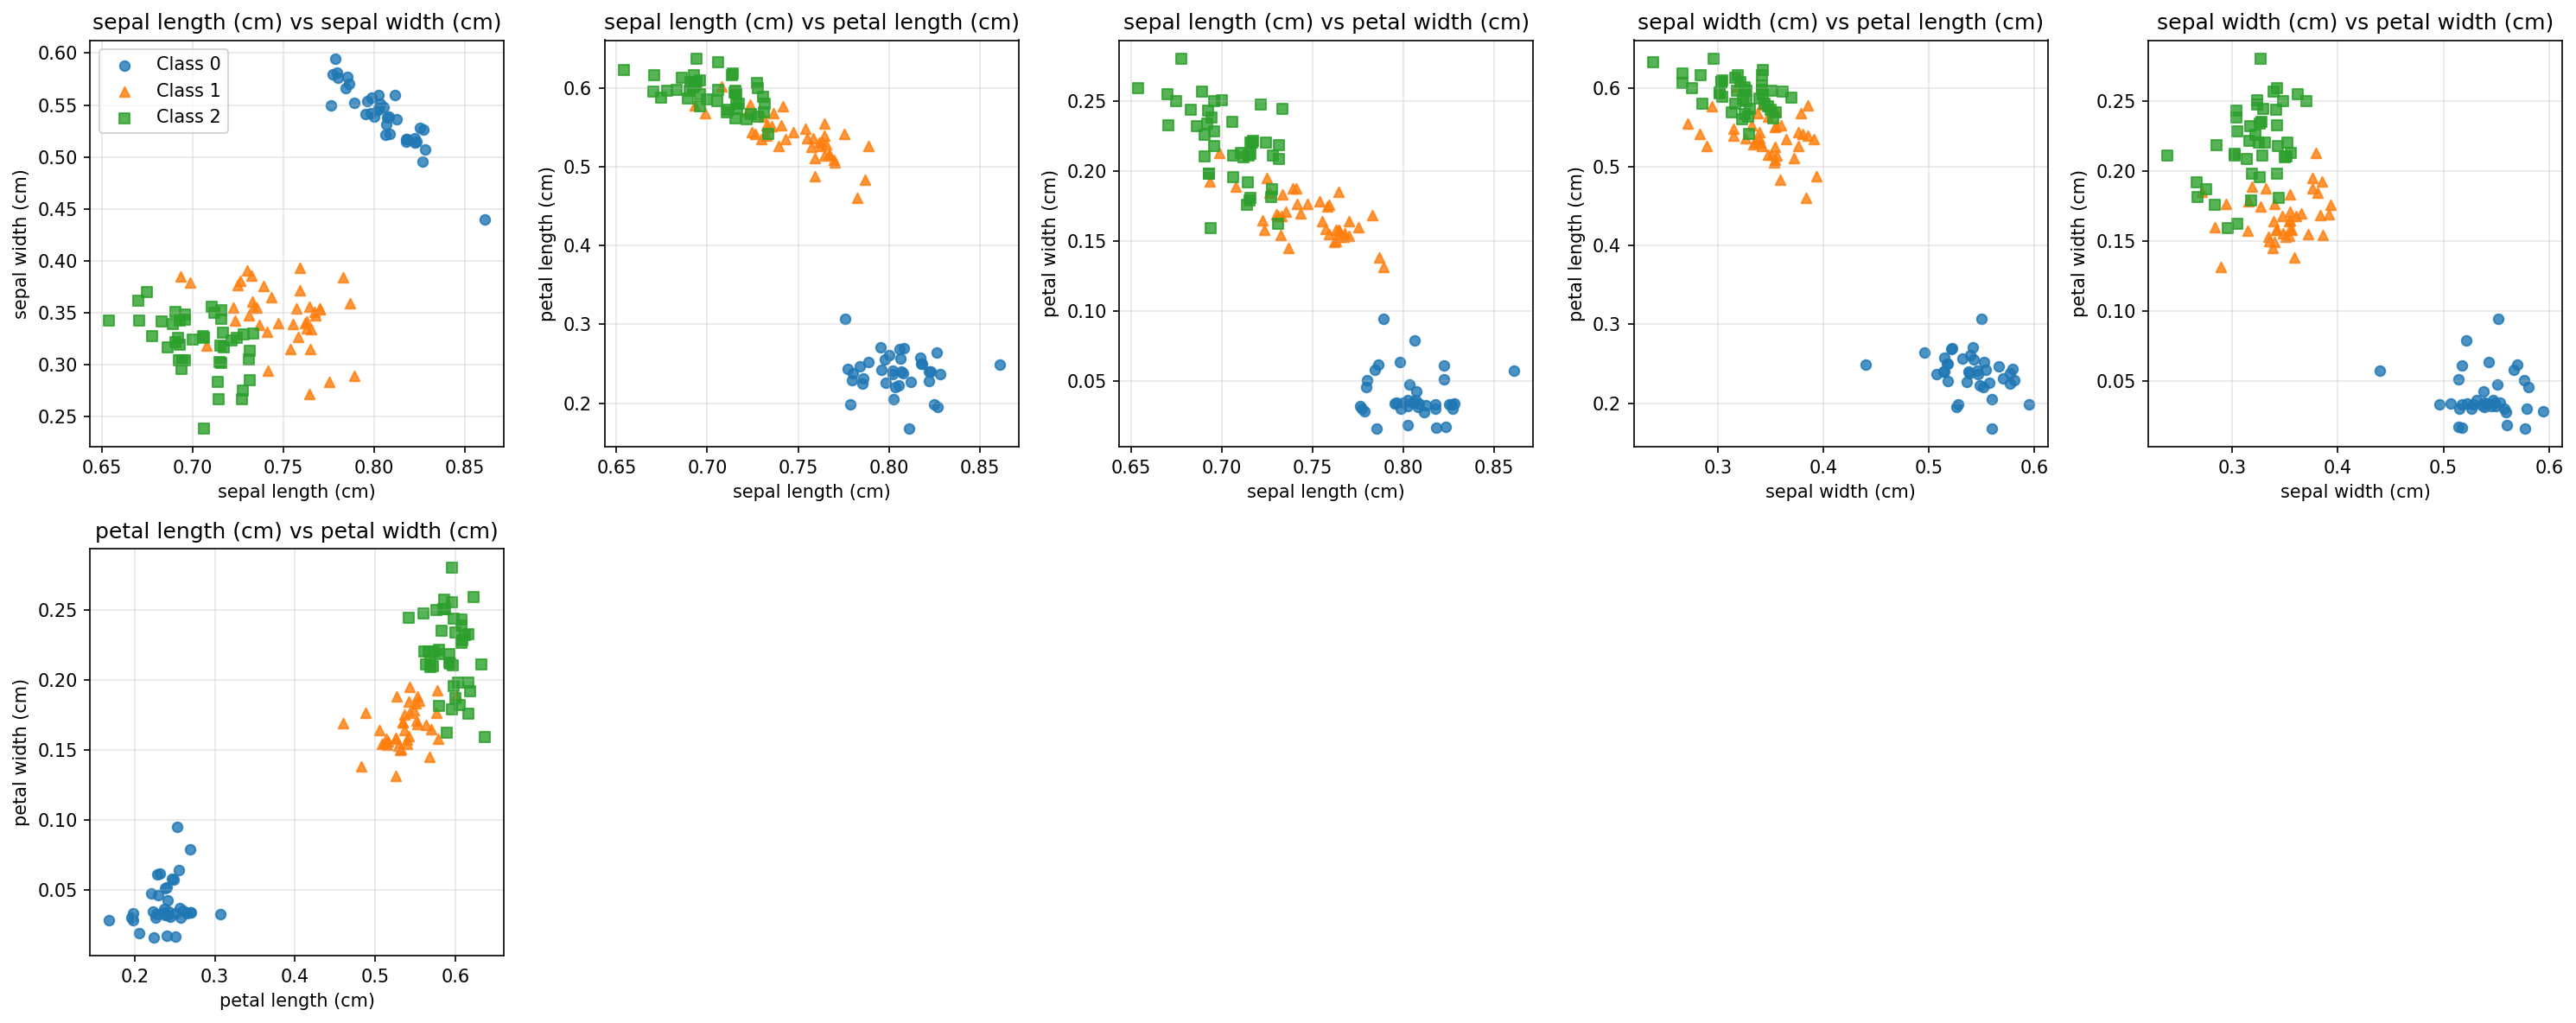 sepal length (cm) vs sepal width (cm)
sepal width (cm)
0.60
0.55
0.50
0.45
0.40
0.35
0.30
0.25
Class 0
Class 1
Class 2
0.65 0.70 0.75 0.80 0.85
sepal length (cm)
sepal length (cm) vs petal length (cm)
petal length (cm)
0.6
0.5
0.4
0.3
0.2
0.65 0.70 0.75 0.80 0.85
sepal length (cm)
sepal length (cm) vs petal width (cm)
petal width (cm)
0.25
0.20
0.15
0.10
0.05
0.65 0.70 0.75 0.80 0.85
sepal length (cm)
sepal width (cm) vs petal length (cm)
petal length (cm)
0.6
0.5
0.4
0.3
0.2
0.3 0.4 0.5 0.6
sepal width (cm)
sepal width (cm) vs petal width (cm)
petal width (cm)
0.25
0.20
0.15
0.10
0.05
0.3 0.4 0.5 0.6
sepal width (cm)
petal length (cm) vs petal width (cm)
petal width (cm)
0.25
0.20
0.15
0.10
0.05
0.2 0.3 0.4 0.5 0.6
petal length (cm)